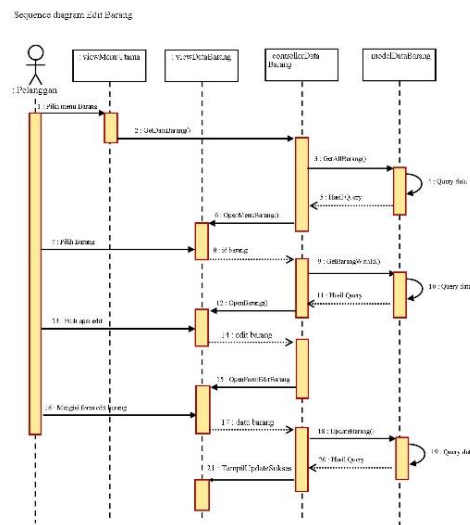 Sequence diagram Edit Barang
: Pelanggan
: viewMenuUtama
: viewDataBarang
: controllerData
Barang
: modelDataBarang
1 : Pilih menu Barang
2 : GetDataBarang()
3 : GetAllBarang()
4 : Query data
5 : Hasil Query
6 : OpenMenuBarang()
7 : Pilih Barang
8 : id barang
9 : GetBarangWhereId()
10 : Query data
11 : Hasil Query
12 : OpenBarang()
13 : Pilih opsi edit
14 : edit barang
15 : OpenFormEditBarang
16 : Mengisi form edit barang
17 : data barang
18 : UpdateBarang()
19 : Query data
20 : Hasil Query
21 : TampilUpdateSukses